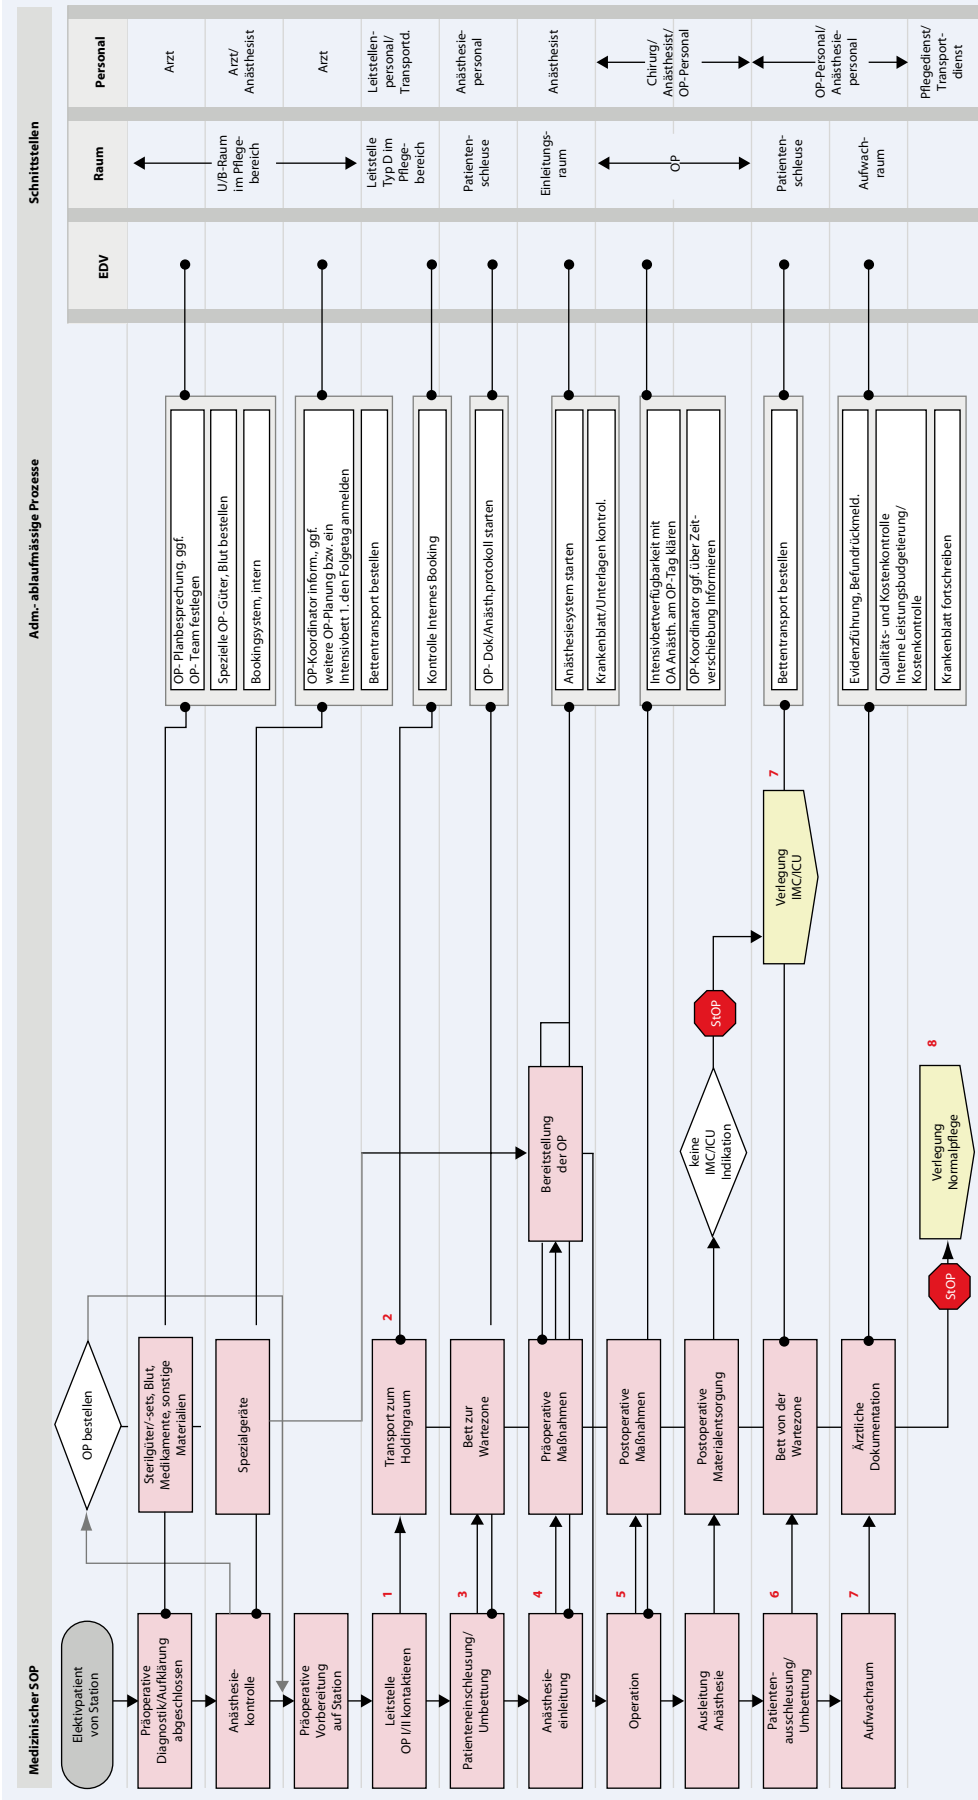 Medizinischer SOP
Adm.- ablaufmässige Prozesse
Schnittstellen
EDV
Raum
Personal
Elektivpatient
von Station
OP bestellen
Präoperative
Diagnostik/Aufklärung
abgeschlossen
Sterilgüter/-sets, Blut,
Medikamente, sonstige
Materialien
OP- Planbesprechung, ggf.
OP- Team festlegen
Spezielle OP - Güter, Blut bestellen
Bookingsystem, intern
Arzt
Anästhesie-
kontrolle
Spezialgeräte
U/B-Raum
im Pflege-
bereich
Arzt/
Anästhesist
Präoperative
Vorbereitung
auf Station
OP-Koordinator inform., ggf.
weitere OP-Planung bzw. ein
Intensivbett 1. den Folgetag anmelden
Bettentransport bestellen
Arzt
Leitstelle
OP I/II kontaktieren
1
Transport zum
Holdingraum
2
Kontrolle Internes Booking
Leitstelle
Typ D im
Pflege-
bereich
Leitstellen-
personal/
Transportd.
Patienteneinschleusung/
Umbettung
3
Bett zur
Wartezone
OP- Dok/Anästh.protokoll starten
Patienten-
schleuse
Anästhesie-
personal
Anästhesie-
einleitung
4
Präoperative
Maßnahmen
Bereitstellung
der OP
Anästhesiesystem starten
Krankenblatt/Unterlagen kontrol.
Einleitungs-
raum
Anästhesist
Operation
5
Postoperative
Maßnahmen
Intensivbettverfügbarkeit mit
OA Anästh. am OP-Tag klären
OP-Koordinator ggf. über Zeit-
verschiebung Informieren
OP
Chirurg/
Anästhesist/
OP-Personal
Ausleitung
Anästhesie
Postoperative
Materialentsorgung
keine
IMC/ICU
Indikation
StOP
Patienten-
ausschleusung/
Umbettung
6
Bett von der
Wartezone
Verlegung
IMC/ICU
7
Bettentransport bestellen
Patienten-
schleuse
OP-Personal/
Anästhesie-
personal
Aufwachraum
7
Ärztliche
Dokumentation
Evidenzführung, Befundrückmeld.
Qualitäts- und Kostenkontrolle
Interne Leistungsbudgetierung/
Kostenkontrolle
Krankenblatt fortschreiben
Aufwach-
raum
StOP
Verlegung
Normalpflege
8
Pflegedienst/
Transport-
dienst